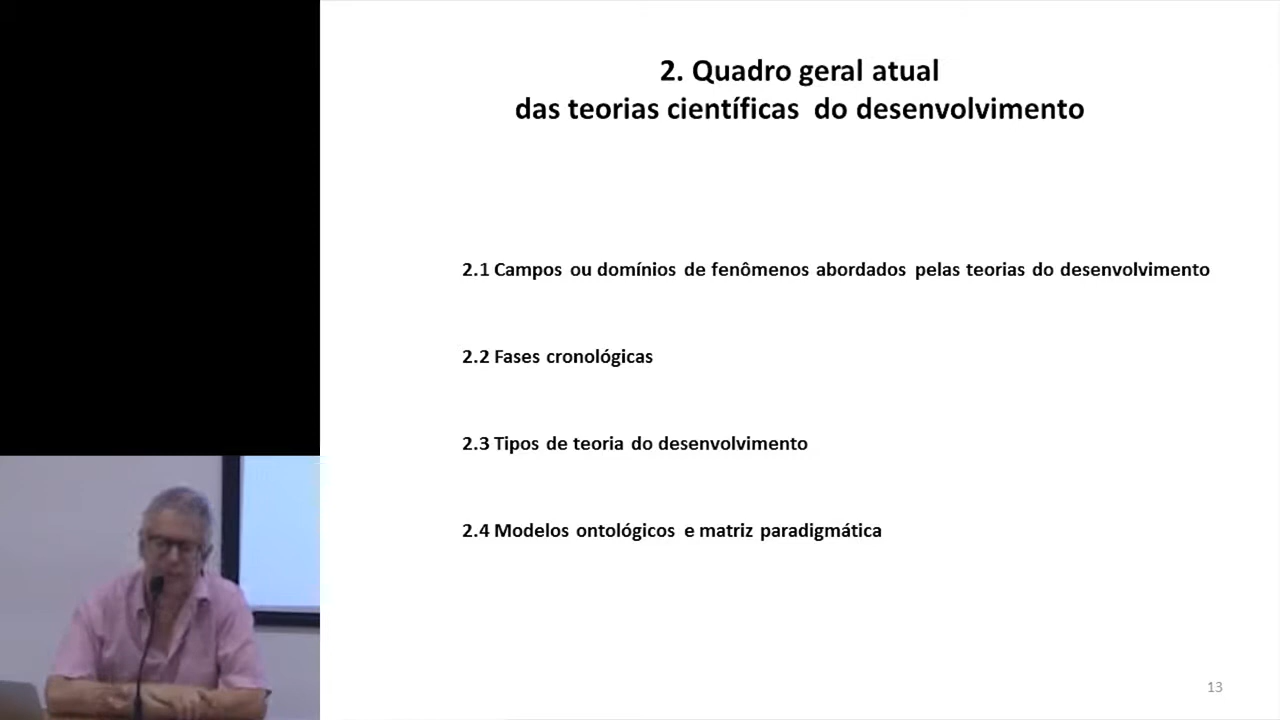 2. Quadro geral atual
das teorias científicas do desenvolvimento
2.1 Campos ou domínios de fenômenos abordados pelas teorias do desenvolvimento
2.2 Fases cronológicas
2.3 Tipos de teoria do desenvolvimento
2.4 Modelos ontológicos e matriz paradigmática
13